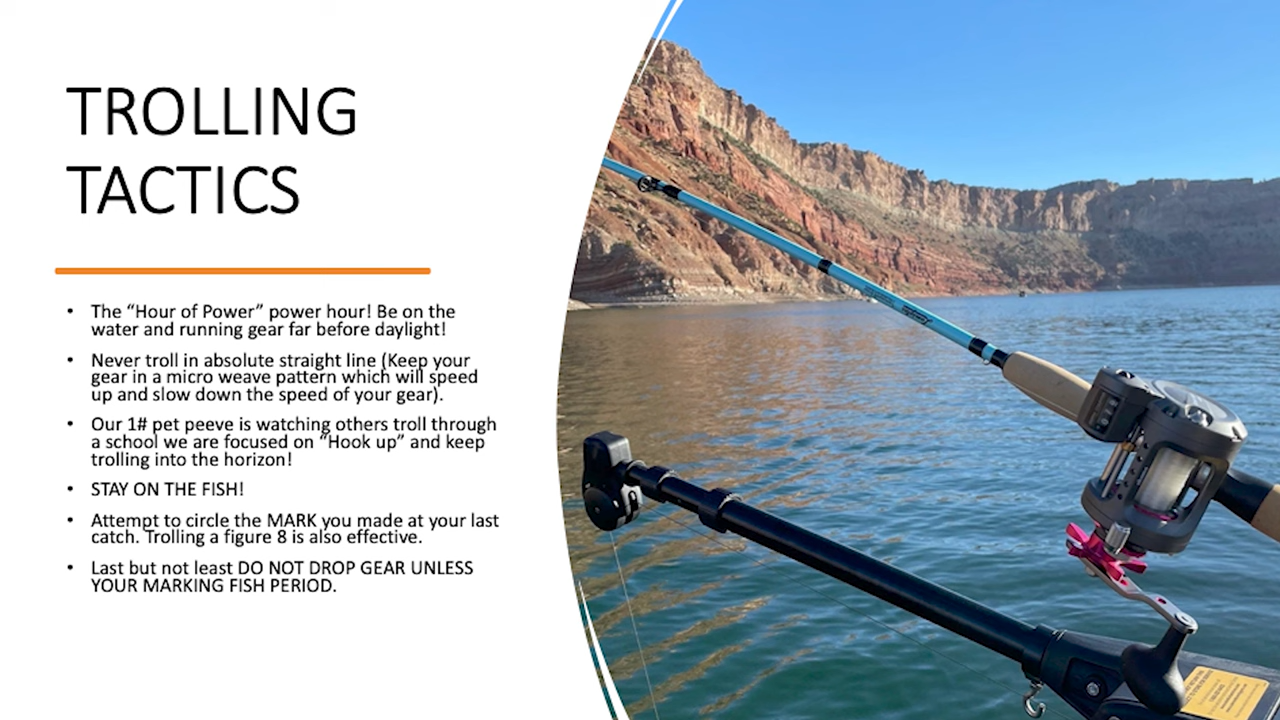 TROLLING
TACTICS
• The “Hour of Power” power hour! Be on the
water and running gear far before daylight!
• Never troll in absolute straight line (Keep your
gear in a micro weave pattern which will speed
up and slow down the speed of your gear).
• Our 1# pet peeve is watching others troll through
a school we are focused on “Hook up” and keep
trolling into the horizon!
• STAY ON THE FISH!
• Attempt to circle the MARK you made at your last
catch. Trolling a figure 8 is also effective.
• Last but not least DO NOT DROP GEAR UNLESS
YOUR MARKING FISH PERIOD.